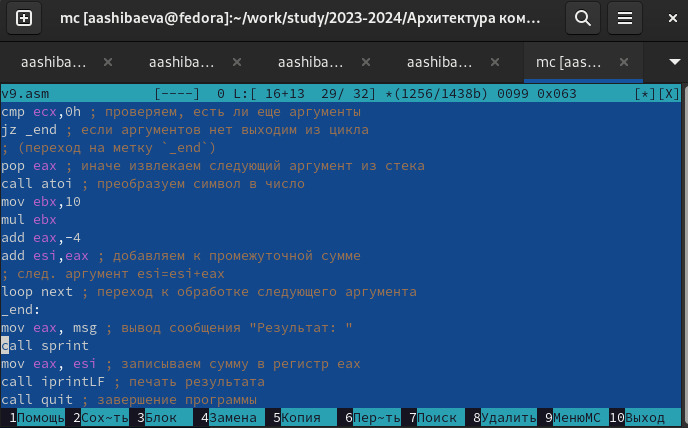 mc [aashibaeva@fedora]:~/work/study/2023-2024/Архитектура ком...
aashiba...
aashiba...
aashiba...
aashiba...
mc [aas...
v9.asm [----] 0 L:[ 16+13 29/ 32] *(1256/1438b) 0099 0x063 [*][X]
cmp ecx,0h ; проверяем, есть ли еще аргументы
jz _end ; если аргументов нет выходим из цикла
; (переход на метку `_end`)
pop eax ; иначе извлекаем следующий аргумент из стека
call atoi ; преобразуем символ в число
mov ebx,10
mul ebx
add eax,-4
add esi,eax ; добавляем к промежуточной сумме
; след. аргумент esi=esi+eax
loop next ; переход к обработке следующего аргумента
_end:
mov eax, msg ; вывод сообщения "Результат: "
call sprint
mov eax, esi ; записываем сумму в регистр eax
call iprintLF ; печать результата
call quit ; завершение программы
1Помощь 2Сох~ть 3Блок 4Замена 5Копия 6Пер~ть 7Поиск 8Удалить 9МенюМС 10Выход